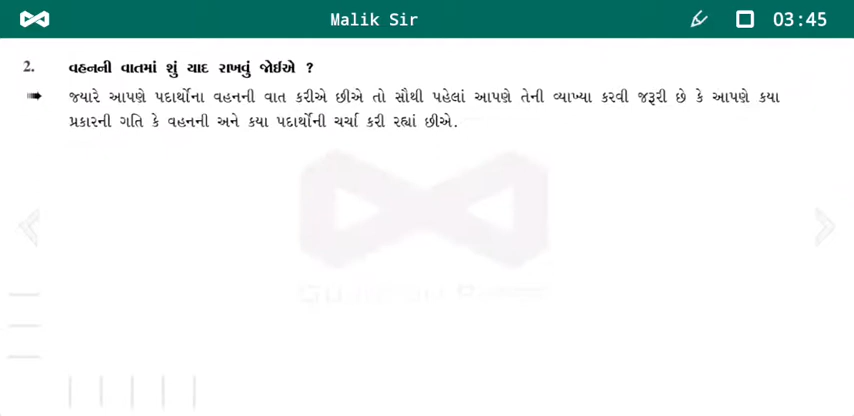 Malik Sir
03:45
2. વહનની વાતમાં શું યાદ રાખવું જોઈએ ?
➠ જ્યારે આપણે પદાર્થોના વહનની વાત કરીએ છીએ તો સૌથી પહેલાં આપણે તેની વ્યાખ્યા કરવી જરૂરી છે કે આપણે કયા
પ્રકારની ગતિ કે વહનની અને કયા પદાર્થોની ચર્ચા કરી રહ્યાં છીએ.